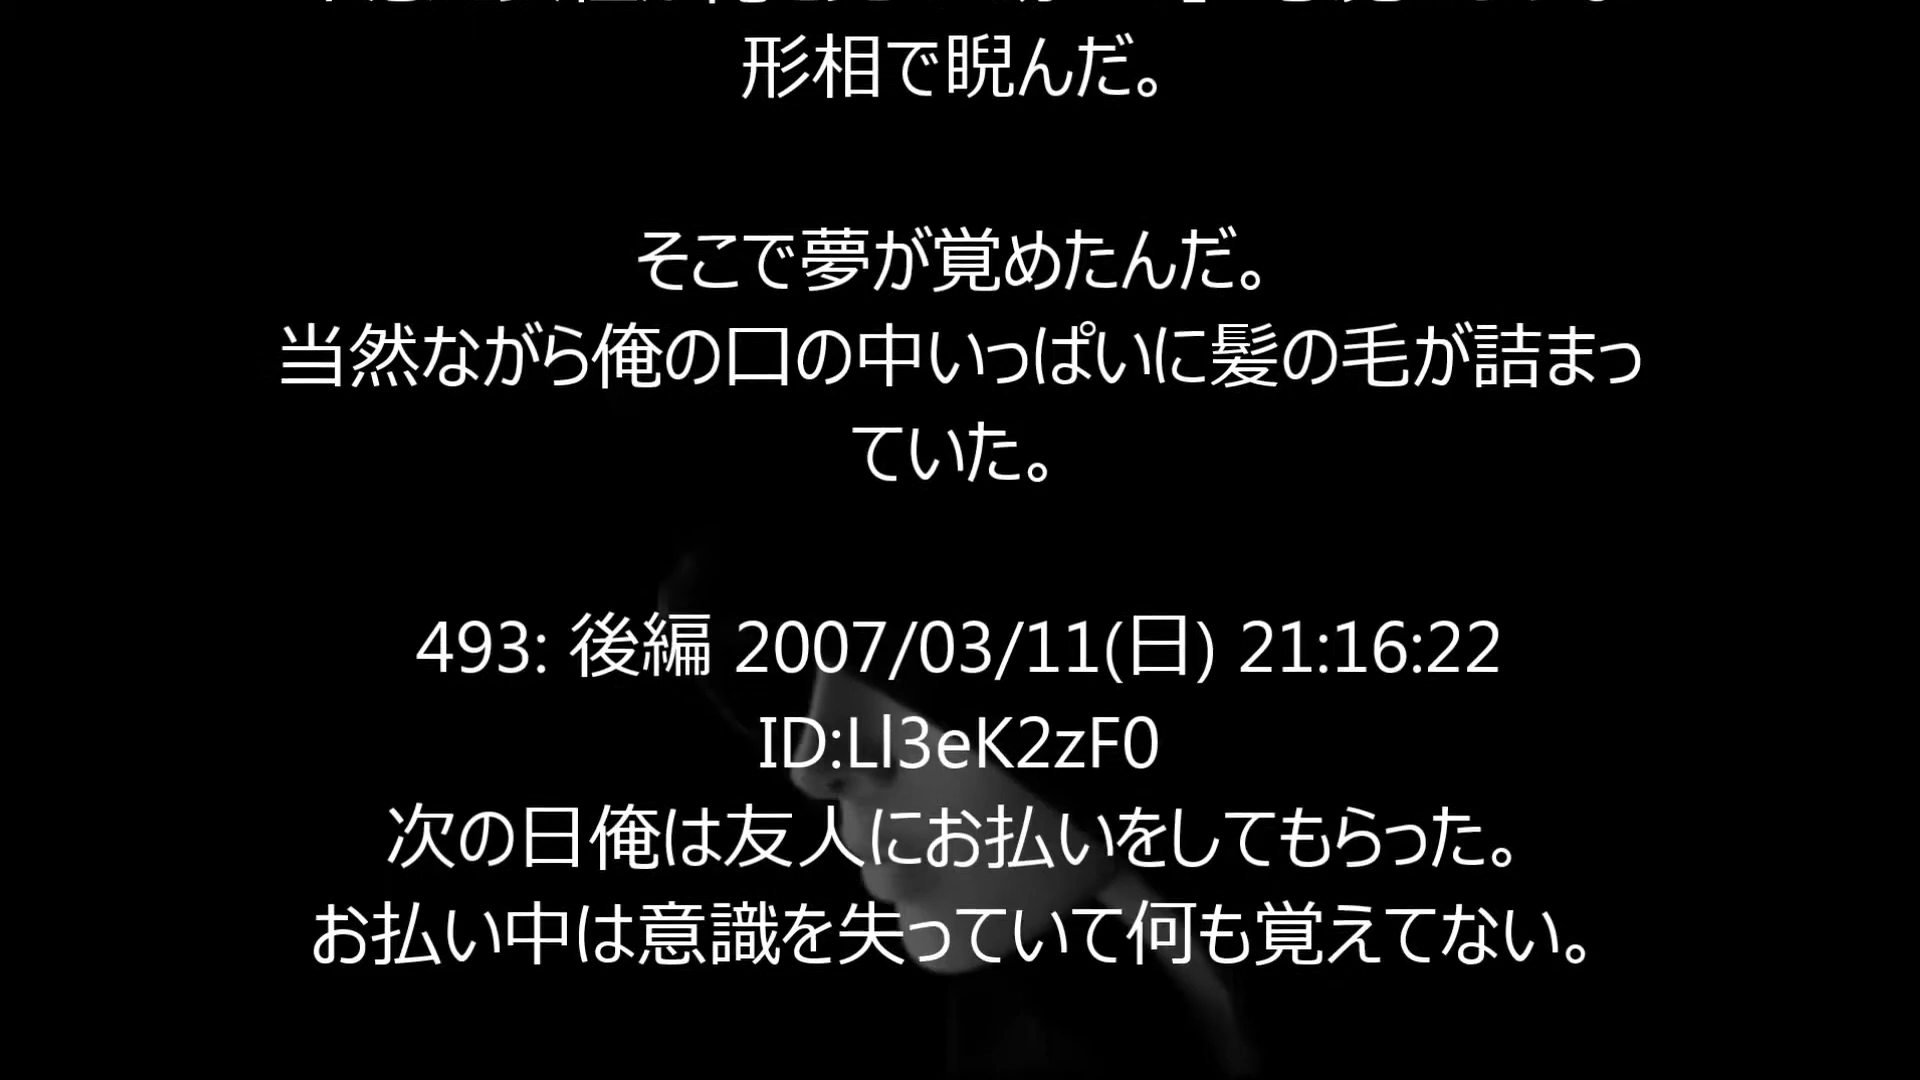 形相で睨んだ。
そこで夢が覚めたんだ。
当然ながら俺の口の中いっぱいに髪の毛が詰まっ
ていた。
493: 後編 2007/03/11(日) 21:16:22
ID:Ll3eK2zF0
次の日俺は友人にお払いをしてもらった。
お払い中は意識を失っていて何も覚えてない。